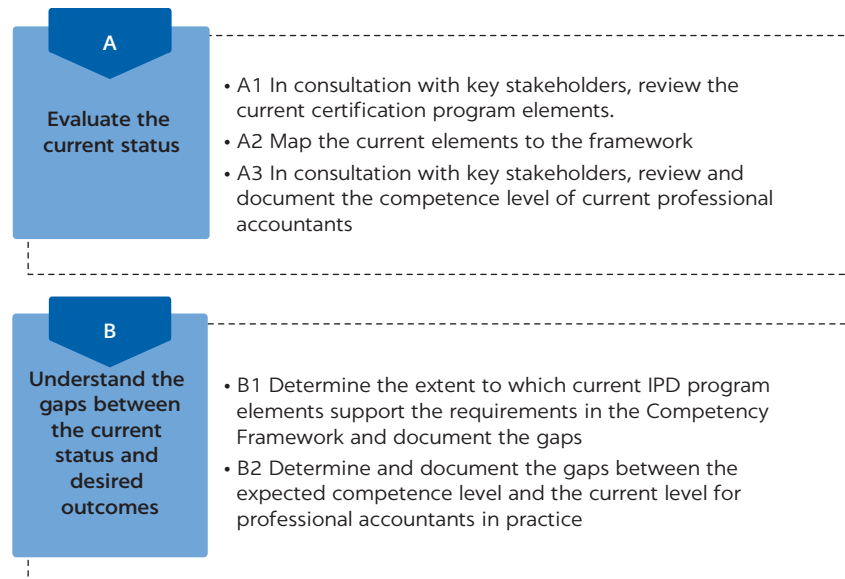 A
Evaluate the
current status
• A1 In consultation with key stakeholders, review the
current certification program elements.
• A2 Map the current elements to the framework
• A3 In consultation with key stakeholders, review and
document the competence level of current professional
accountants
B
Understand the
gaps between
the current
status and
desired
outcomes
• B1 Determine the extent to which current IPD program
elements support the requirements in the Competency
Framework and document the gaps
• B2 Determine and document the gaps between the
expected competence level and the current level for
professional accountants in practice